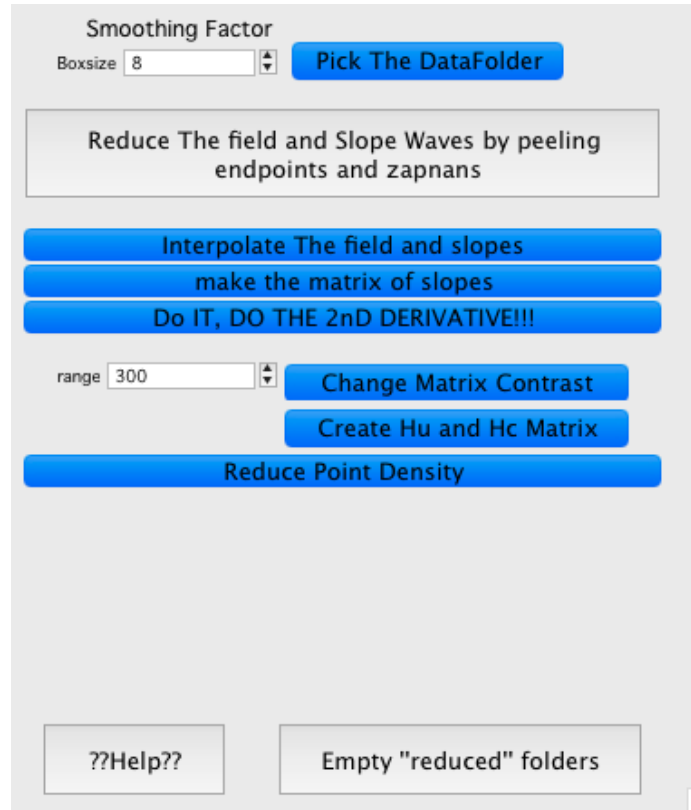 Smoothing Factor
Boxsize 8
Pick The DataFolder
Reduce The field and Slope Waves by peeling
endpoints and zapnans
Interpolate The field and slopes
make the matrix of slopes
Do IT, DO THE 2nD DERIVATIVE!!!
range 300
Change Matrix Contrast
Create Hu and Hc Matrix
Reduce Point Density
??Help??
Empty "reduced" folders